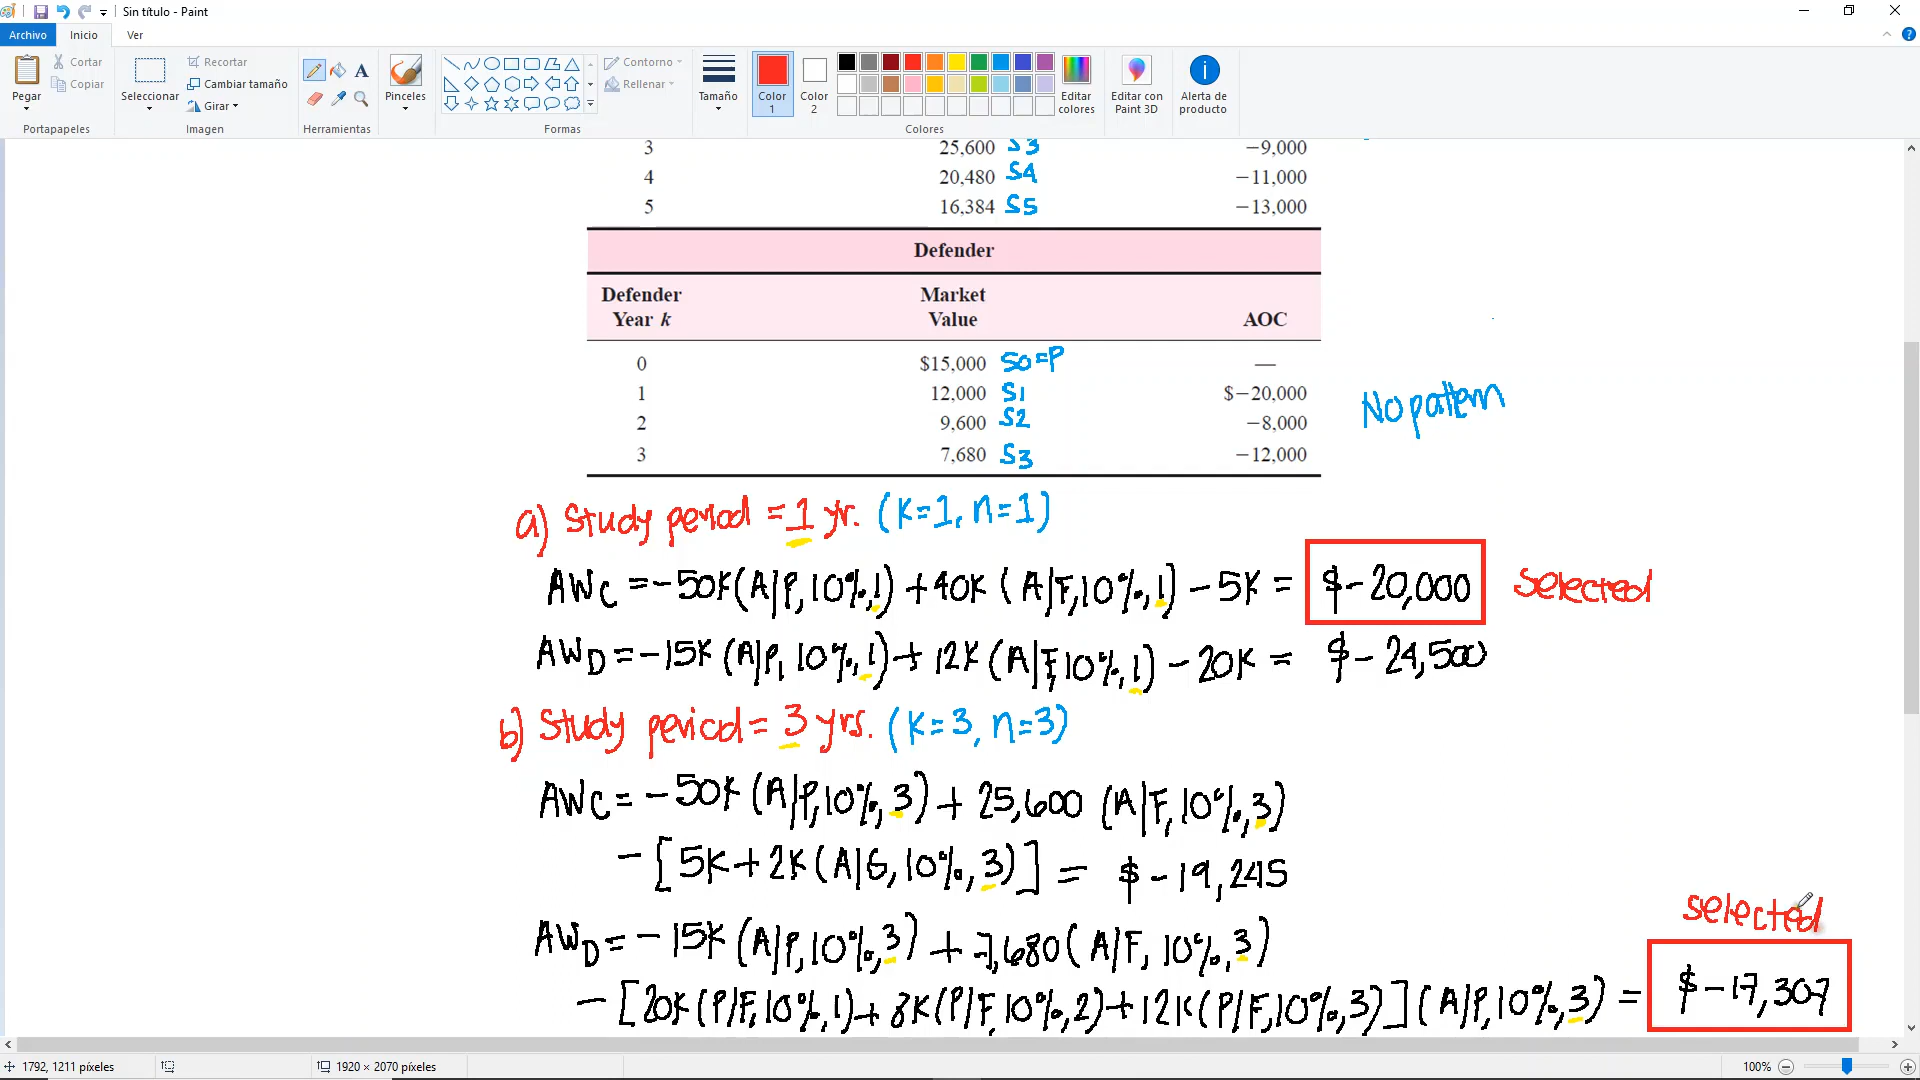 Sin título - Paint
Archivo Inicio Ver
Pegar
Cortar
Copiar
Portapapeles
Seleccionar
Recortar
Cambiar tamaño
Girar
Imagen
A
Herramientas
Pinceles
Contorno
Rellenar
Formas
Tamaño
Color 1
Color 2
Editar colores
Colores
Editar con Paint 3D
Alerta de producto
3 25,600 S3 −9,000
4 20,480 S4 −11,000
5 16,384 S5 −13,000
Defender
Defender Year k Market Value AOC
0 $15,000 S0=P —
1 12,000 S1 $−20,000
2 9,600 S2 −8,000
3 7,680 S3 −12,000
No pattern
a) Study period = 1 yr. (k=1, n=1)
AWC = -50K(A|P, 10%, 1) + 40K (A|F, 10%, 1) - 5K = $-20,000 Selected
AWD = -15K (A|P, 10%, 1) + 12K (A|F, 10%, 1) - 20K = $-24,500
b) Study period = 3 yrs. (k=3, n=3)
AWC = -50K (A|P, 10%, 3) + 25,600 (A|F, 10%, 3)
- [5K + 2K (A|G, 10%, 3)] = $-19,245
AWD = -15K (A|P, 10%, 3) + 7,680 (A|F, 10%, 3)
- [20K (P|F, 10%, 1) + 8K (P|F, 10%, 2) + 12K (P|F, 10%, 3)] (A|P, 10%, 3) = $-17,307
selected
1792, 1211 píxeles 1920 × 2070 píxeles 100%